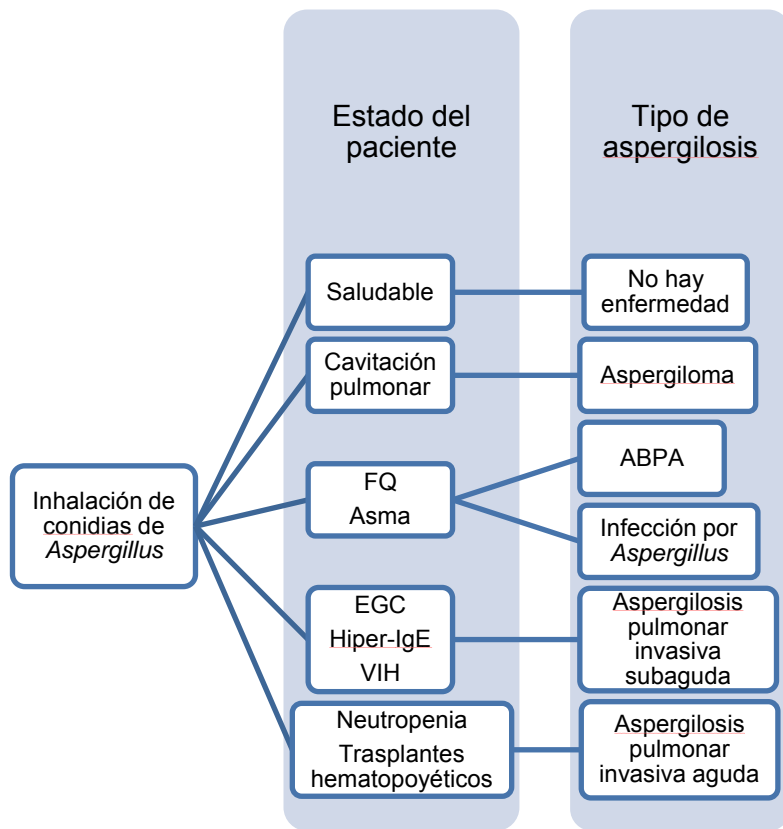 Estado del
paciente
Tipo de
aspergilosis
Inhalación de
conidias de
Aspergillus
Saludable
No hay
enfermedad
Cavitación
pulmonar
Aspergiloma
FQ
Asma
ABPA
Infección por
Aspergillus
EGC
Hiper-IgE
VIH
Aspergilosis
pulmonar
invasiva
subaguda
Neutropenia
Trasplantes
hematopoyéticos
Aspergilosis
pulmonar
invasiva aguda